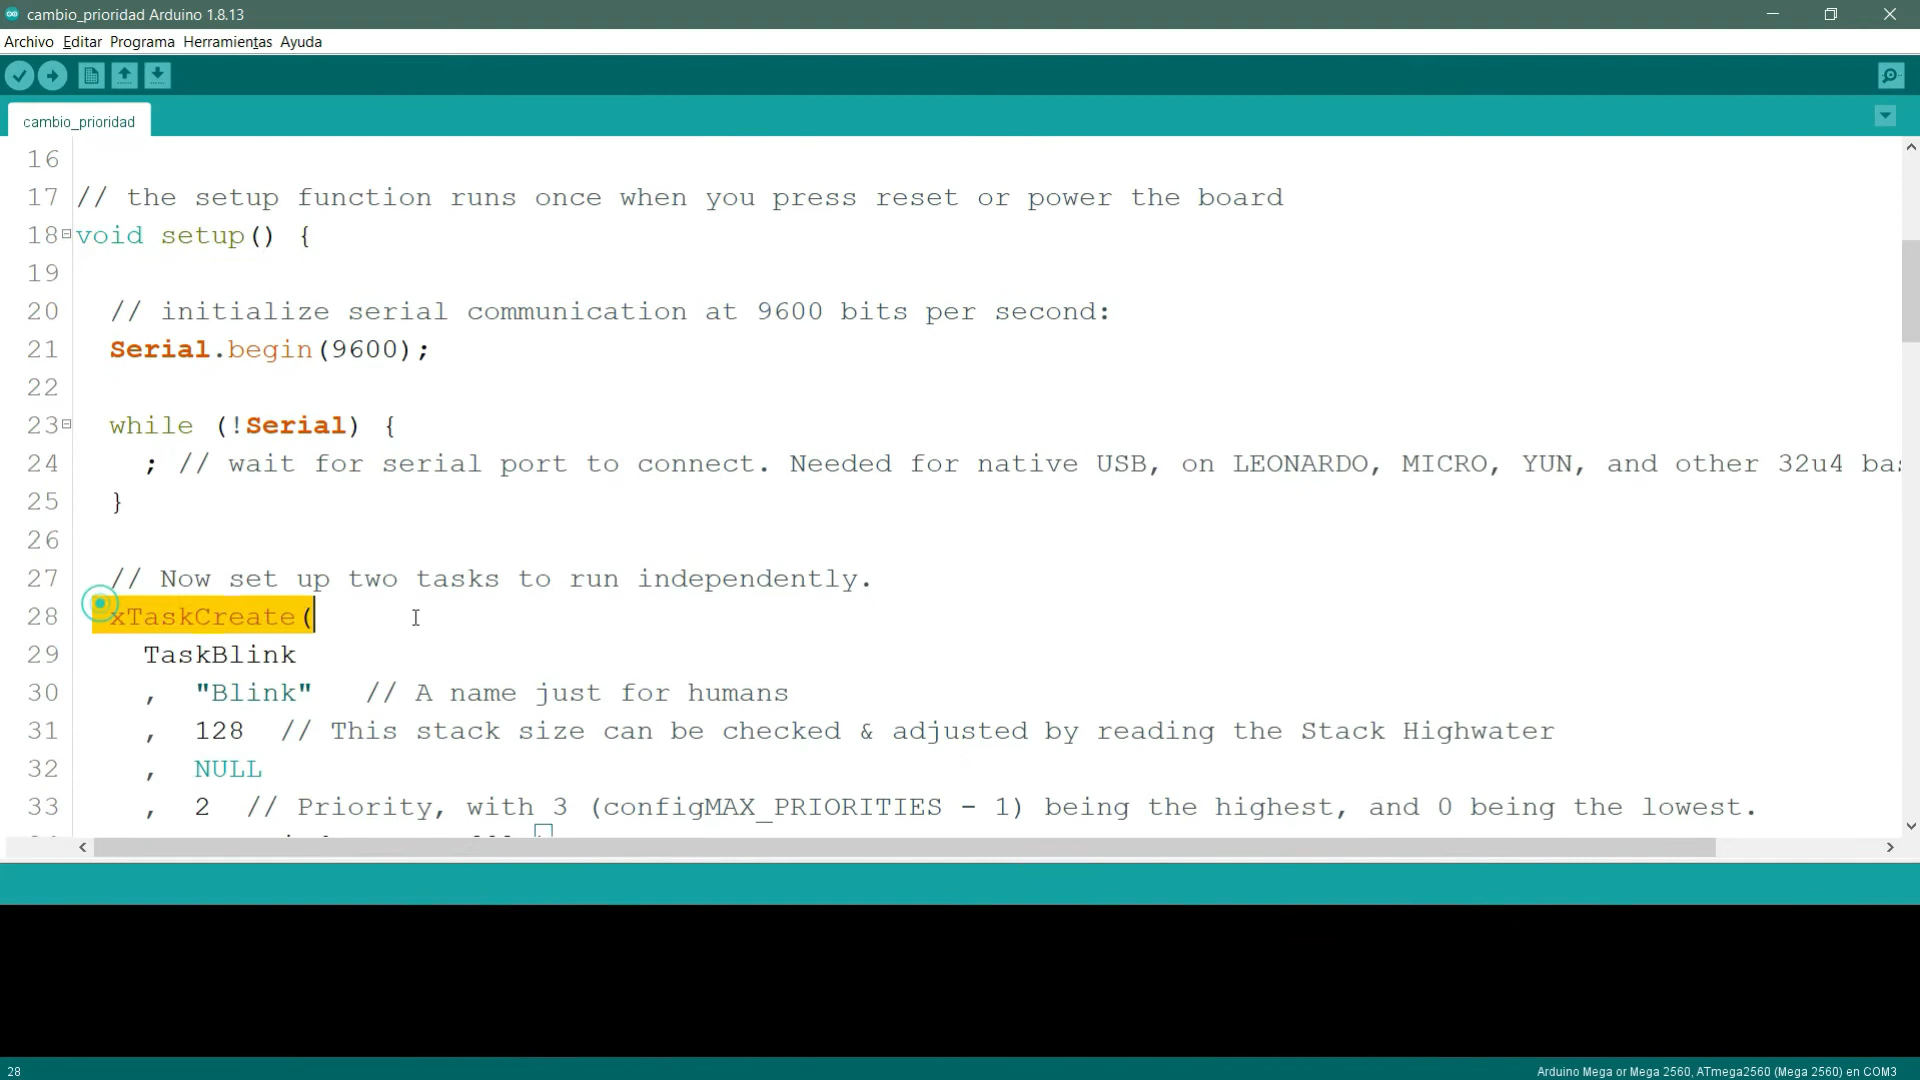 cambio_prioridad Arduino 1.8.13
Archivo Editar Programa Herramientas Ayuda
cambio_prioridad
16
17 // the setup function runs once when you press reset or power the board
18 void setup() {
19
20 // initialize serial communication at 9600 bits per second:
21 Serial.begin(9600);
22
23 while (!Serial) {
24 ; // wait for serial port to connect. Needed for native USB, on LEONARDO, MICRO, YUN, and other 32u4
25 }
26
27 // Now set up two tasks to run independently.
28 xTaskCreate(
29 TaskBlink
30 , "Blink" // A name just for humans
31 , 128 // This stack size can be checked & adjusted by reading the Stack Highwater
32 , NULL
33 , 2 // Priority, with 3 (configMAX_PRIORITIES - 1) being the highest, and 0 being the lowest.
28
Arduino Mega or Mega 2560, ATmega2560 (Mega 2560) en COM3